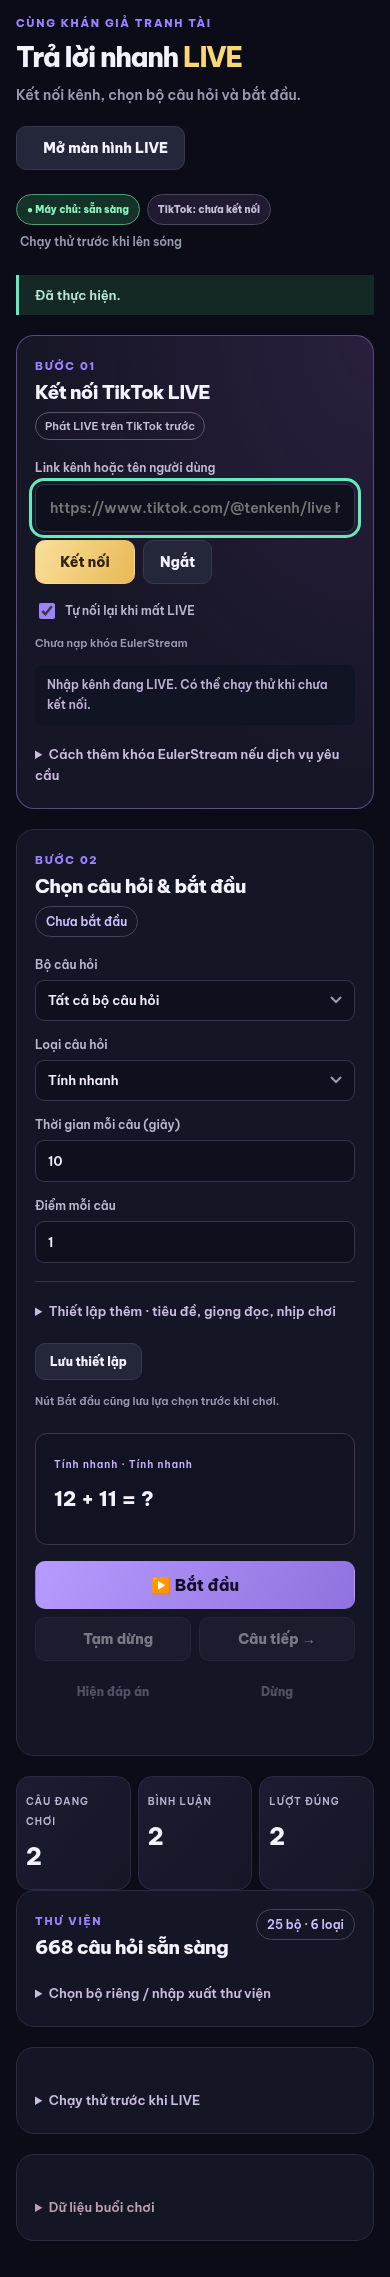 CÙNG KHÁN GIẢ TRANH TÀI
Trả lời nhanh LIVE
Kết nối kênh, chọn bộ câu hỏi và bắt đầu.
Mở màn hình LIVE
● Máy chủ: sẵn sàng
TikTok: chưa kết nối
Chạy thử trước khi lên sóng
Đã thực hiện.
BƯỚC 01
Kết nối TikTok LIVE
Phát LIVE trên TikTok trước
Link kênh hoặc tên người dùng
https://www.tiktok.com/@tenkenh/live h
Kết nối
Ngắt
Tự nối lại khi mất LIVE
Chưa nạp khóa EulerStream
Nhập kênh đang LIVE. Có thể chạy thử khi chưa
kết nối.
▶ Cách thêm khóa EulerStream nếu dịch vụ yêu
cầu
BƯỚC 02
Chọn câu hỏi & bắt đầu
Chưa bắt đầu
Bộ câu hỏi
Tất cả bộ câu hỏi
Loại câu hỏi
Tính nhanh
Thời gian mỗi câu (giây)
10
Điểm mỗi câu
1
▶ Thiết lập thêm · tiêu đề, giọng đọc, nhịp chơi
Lưu thiết lập
Nút Bắt đầu cũng lưu lựa chọn trước khi chơi.
Tính nhanh · Tính nhanh
12 + 11 = ?
▶️ Bắt đầu
Tạm dừng
Câu tiếp →
Hiện đáp án
Dừng
CÂU ĐANG
CHƠI
2
BÌNH LUẬN
2
LƯỢT ĐÚNG
2
THƯ VIỆN
668 câu hỏi sẵn sàng
25 bộ · 6 loại
▶ Chọn bộ riêng / nhập xuất thư viện
▶ Chạy thử trước khi LIVE
▶ Dữ liệu buổi chơi